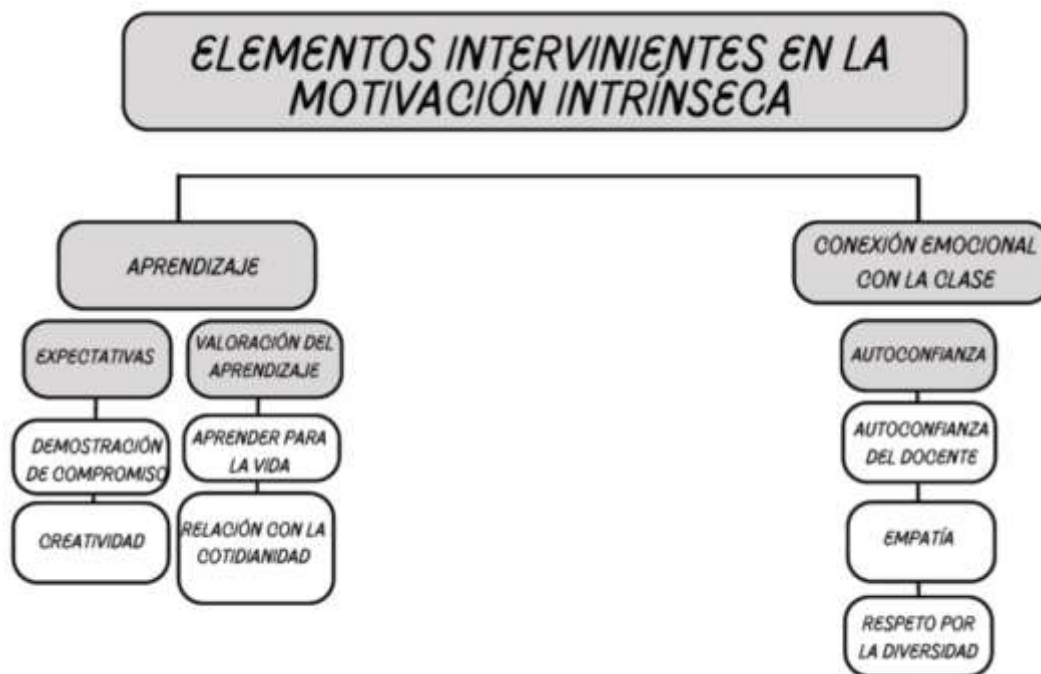 ELEMENTOS INTERVINIENTES EN LA
MOTIVACIÓN INTRÍNSECA
APRENDIZAJE
EXPECTATIVAS
DEMOSTRACIÓN
DE COMPROMISO
CREATIVIDAD
VALORACIÓN DEL
APRENDIZAJE
APRENDER PARA
LA VIDA
RELACIÓN CON LA
COTIDIANIDAD
CONEXIÓN EMOCIONAL
CON LA CLASE
AUTOCONFIANZA
AUTOCONFIANZA
DEL DOCENTE
EMPATÍA
RESPETO POR
LA DIVERSIDAD